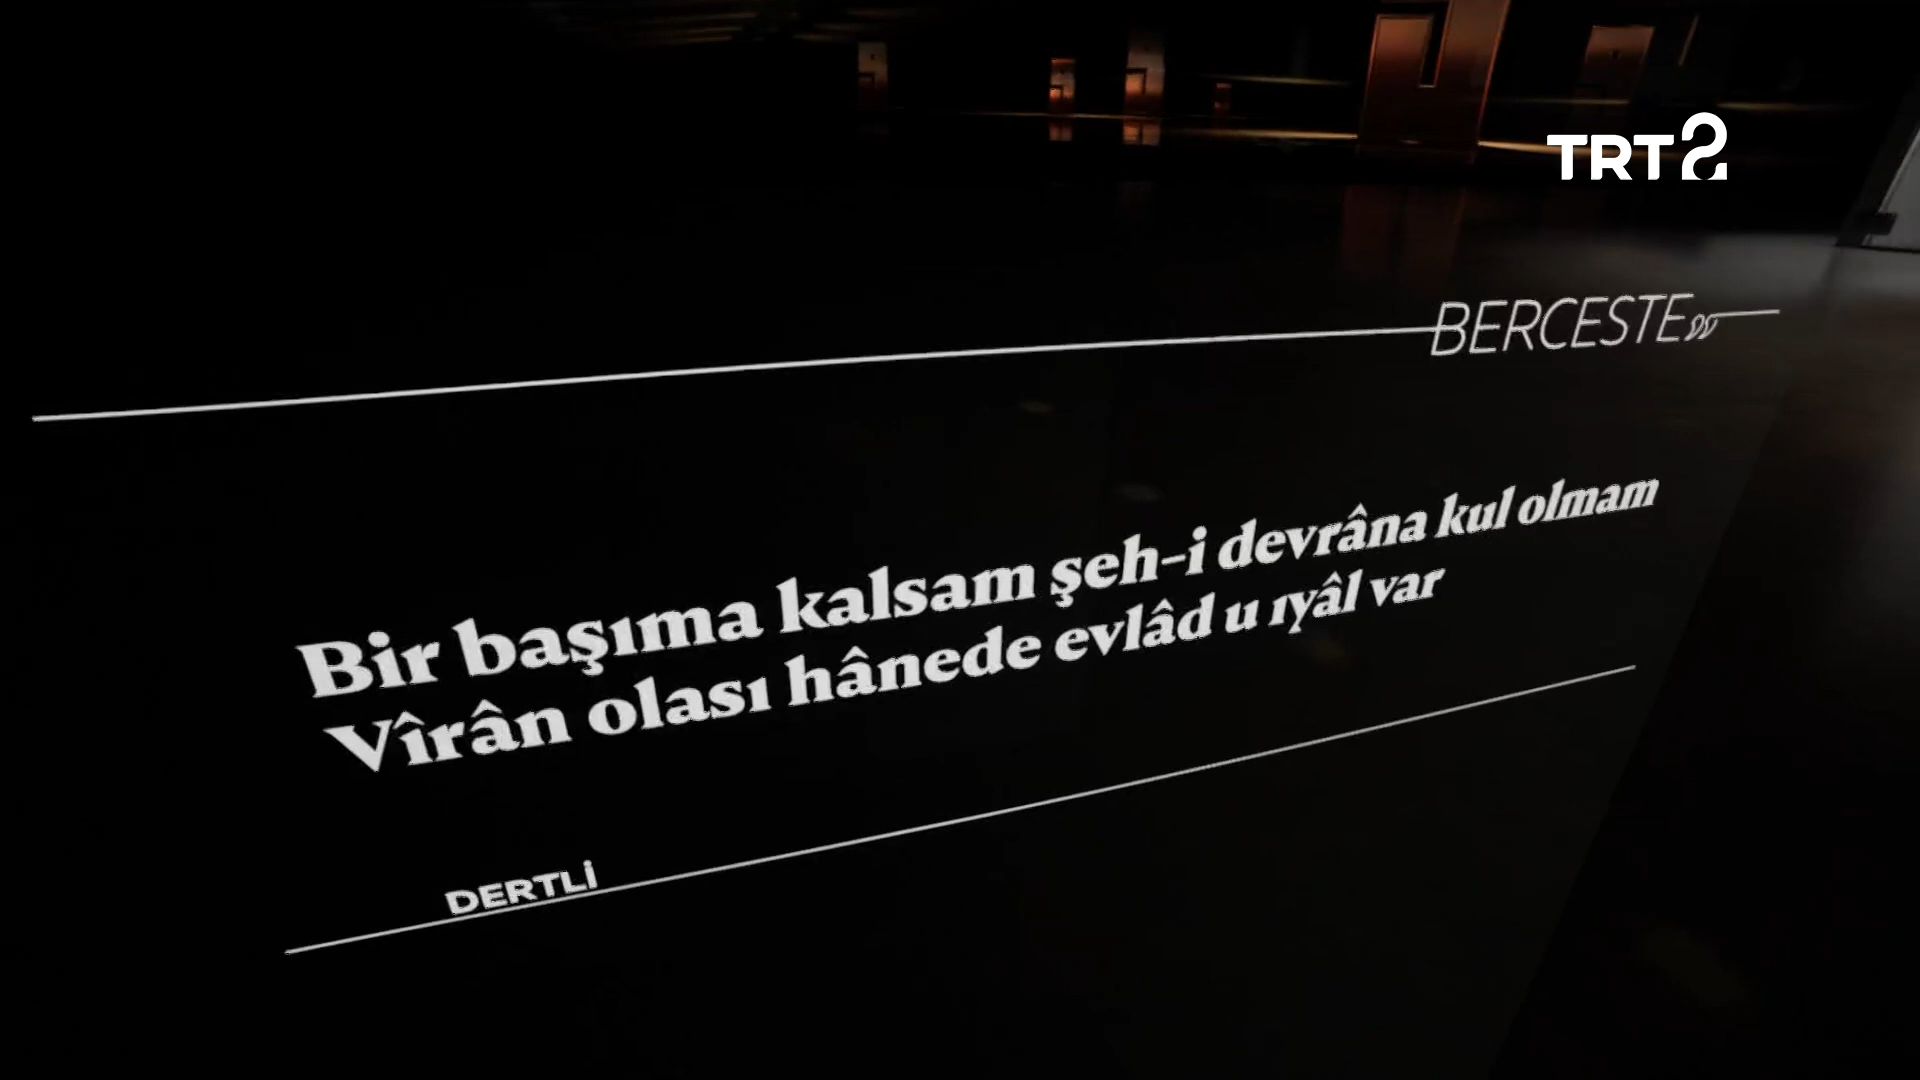 TRT2
BERCESTE
Bir başıma kalsam şeh-i devrâna kul olmam
Vîrân olası hânede evlâd u ıyâl var
DERTLİ